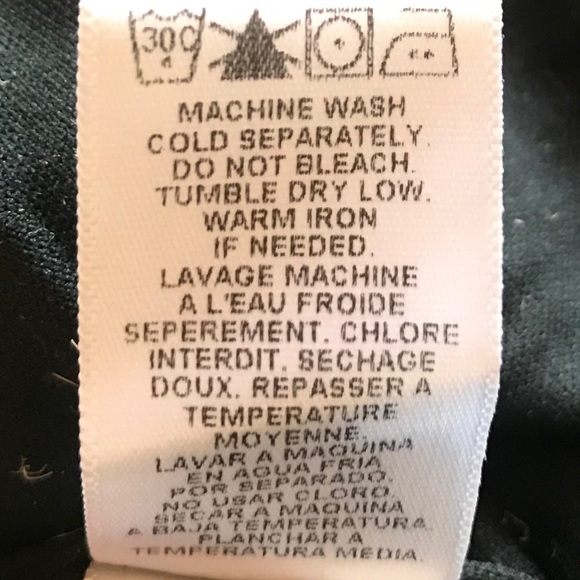 30C
MACHINE WASH
COLD SEPARATELY.
DO NOT BLEACH.
TUMBLE DRY LOW.
WARM IRON
IF NEEDED.
LAVAGE MACHINE
A L'EAU FROIDE
SEPEREMENT. CHLORE
INTERDIT. SECHAGE
DOUX. REPASSER A
TEMPERATURE
MOYENNE.
LAVAR A MAQUINA
EN AGUA FRIA
POR SEPARADO.
NO USAR CLORO.
SECAR A MAQUINA
A BAJA TEMPERATURA.
PLANCHAR A
TEMPERATURA MEDIA.